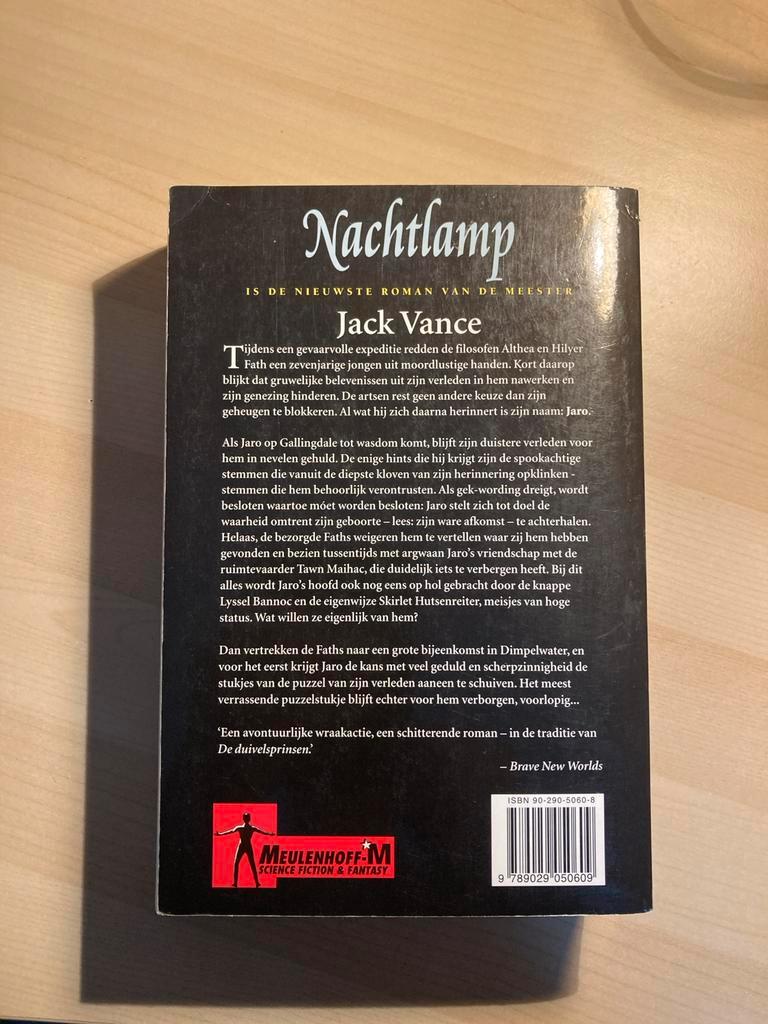 Nachtlamp
IS DE NIEUWSTE ROMAN VAN DE MEESTER
Jack Vance
Tijdens een gevaarvolle expeditie redden de filosofen Althea en Hilyer
Fath een zevenjarige jongen uit moordlustige handen. Kort daarop
blijkt dat gruwelijke belevenissen uit zijn verleden in hem nawerken en
zijn genezing hinderen. De artsen rest geen andere keuze dan zijn
geheugen te blokkeren. Al wat hij zich daarna herinnert is zijn naam: Jaro.
Als Jaro op Gallingdale tot wasdom komt, blijft zijn duistere verleden voor
hem in nevelen gehuld. De enige hints die hij krijgt zijn de spookachtige
stemmen die vanuit de diepste kloven van zijn herinnering opklinken -
stemmen die hem behoorlijk verontrusten. Als gek-wording dreigt, wordt
besloten waartoe móet worden besloten: Jaro stelt zich tot doel de
waarheid omtrent zijn geboorte – lees: zijn ware afkomst – te achterhalen.
Helaas, de bezorgde Faths weigeren hem te vertellen waar zij hem hebben
gevonden en bezien tussentijds met argwaan Jaro's vriendschap met de
ruimtevaarder Tawn Maihac, die duidelijk iets te verbergen heeft. Bij dit
alles wordt Jaro's hoofd ook nog eens op hol gebracht door de knappe
Lyssel Bannoc en de eigenwijze Skirlet Hutsenreiter, meisjes van hoge
status. Wat willen ze eigenlijk van hem?
Dan vertrekken de Faths naar een grote bijeenkomst in Dimpelwater, en
voor het eerst krijgt Jaro de kans met veel geduld en scherpzinnigheid de
stukjes van de puzzel van zijn verleden aaneen te schuiven. Het meest
verrassende puzzelstukje blijft echter voor hem verborgen, voorlopig...
'Een avontuurlijke wraakactie, een schitterende roman – in de traditie van
De duivelsprinsen.'
– Brave New Worlds
ISBN 90-290-5060-8
MEULENHOFF-M
SCIENCE FICTION & FANTASY
9 789029 050609